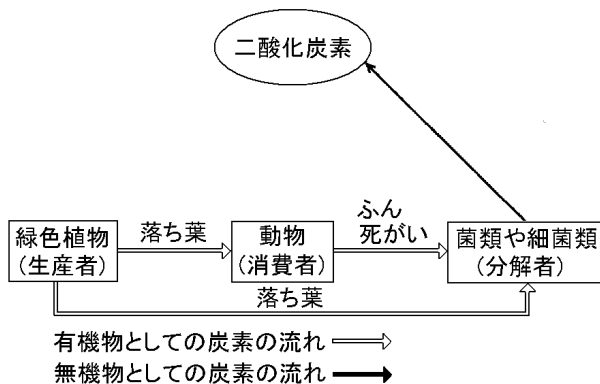 二酸化炭素
ふん
死がい
落ち葉
緑色植物
(生産者)
動物
(消費者)
菌類や細菌類
(分解者)
落ち葉
有機物としての炭素の流れ
無機物としての炭素の流れ